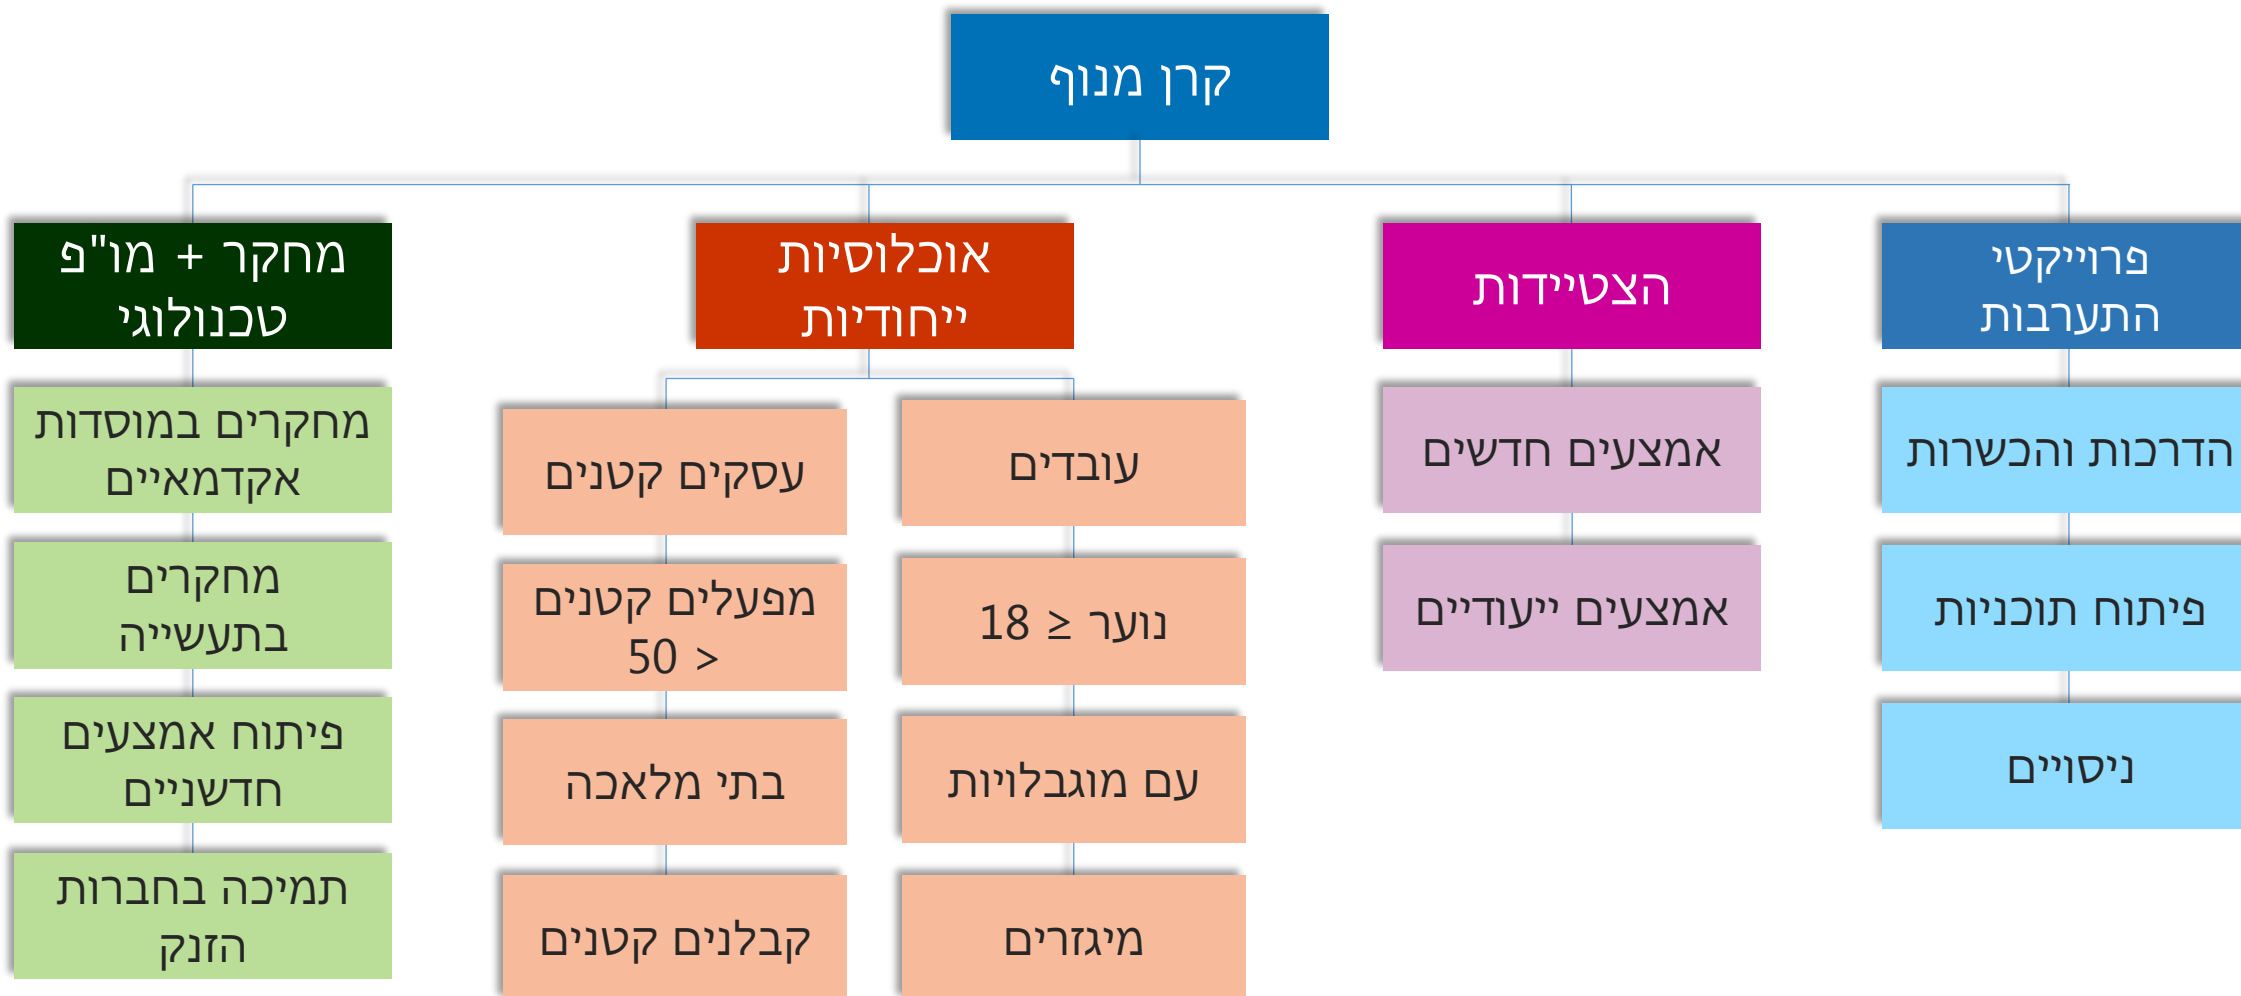 קרן מנוף
פרוייקטי
התערבות
הדרכות והכשרות
פיתוח תוכניות
ניסויים
הצטיידות
אמצעים חדשים
אמצעים ייעודיים
אוכלוסיות
ייחודיות
עובדים
נוער ≤ 18
עם מוגבלויות
מיגזרים
עסקים קטנים
מפעלים קטנים
< 50
בתי מלאכה
קבלנים קטנים
מחקר + מו"פ
טכנולוגי
מחקרים במוסדות
אקדמאיים
מחקרים
בתעשייה
פיתוח אמצעים
חדשניים
תמיכה בחברות
הזנק